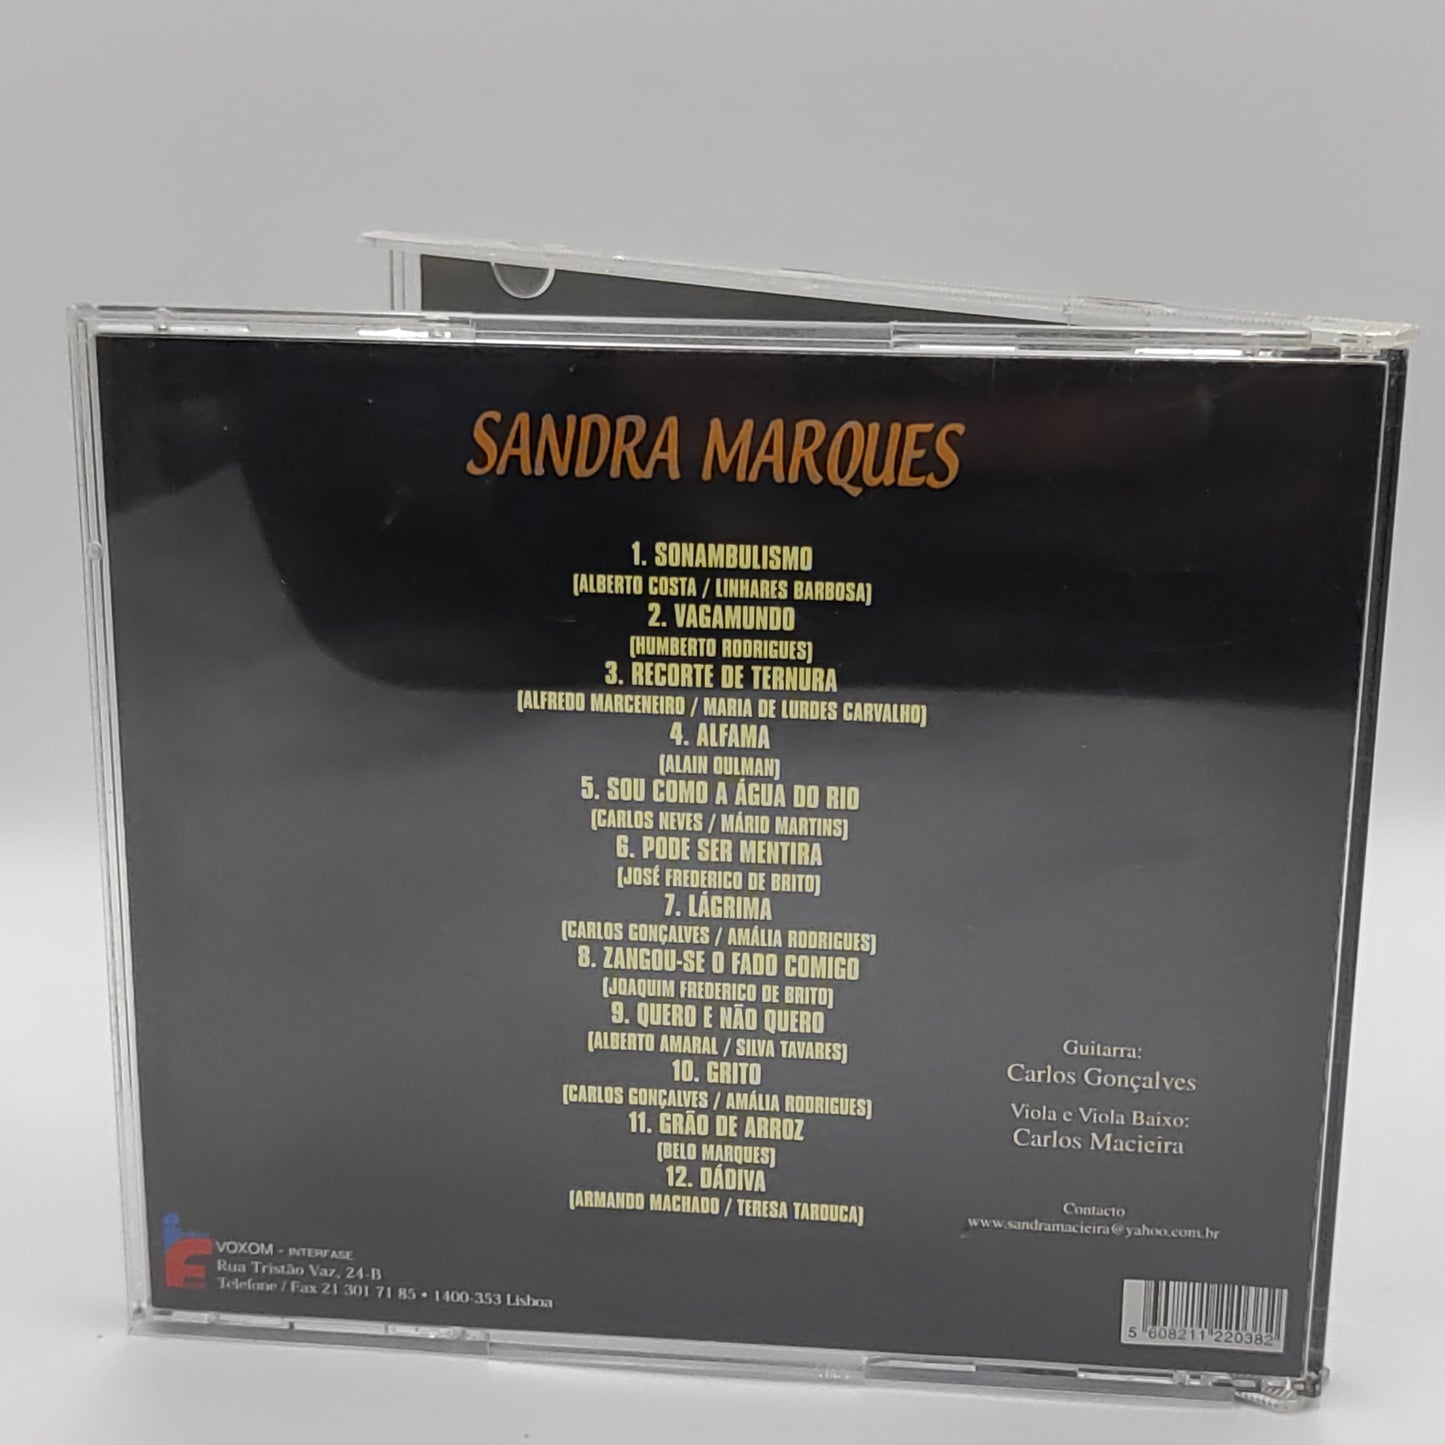 SANDRA MARQUES
1. SONAMBULISMO
(ALBERTO COSTA / LINHARES BARBOSA)
2. VAGAMUNDO
(HUMBERTO RODRIGUES)
3. RECORTE DE TERNURA
(ALFREDO MARCENEIRO / MARIA DE LURDES CARVALHO)
4. ALFAMA
(ALAIN OULMAN)
5. SOU COMO A ÁGUA DO RIO
(CARLOS NEVES / MÁRIO MARTINS)
6. PODE SER MENTIRA
(JOSÉ FREDERICO DE BRITO)
7. LÁGRIMA
(CARLOS GONÇALVES / AMÁLIA RODRIGUES)
8. ZANGOU-SE O FADO COMIGO
(JOAQUIM FREDERICO DE BRITO)
9. QUERO E NÃO QUERO
(ALBERTO AMARAL / SILVA TAVARES)
10. GRITO
(CARLOS GONÇALVES / AMÁLIA RODRIGUES)
11. GRÃO DE ARROZ
(BELO MARQUES)
12. DÁDIVA
(ARMANDO MACHADO / TERESA TAROUCA)
Guitarra:
Carlos Gonçalves
Viola e Viola Baixo:
Carlos Macieira
Contacto
www.sandramacieira@yahoo.com.br
VOXOM - INTERFASE
Rua Tristão Vaz, 24-B
Telefone / Fax 21 301 71 85 • 1400-353 Lisboa
5 608211 220382